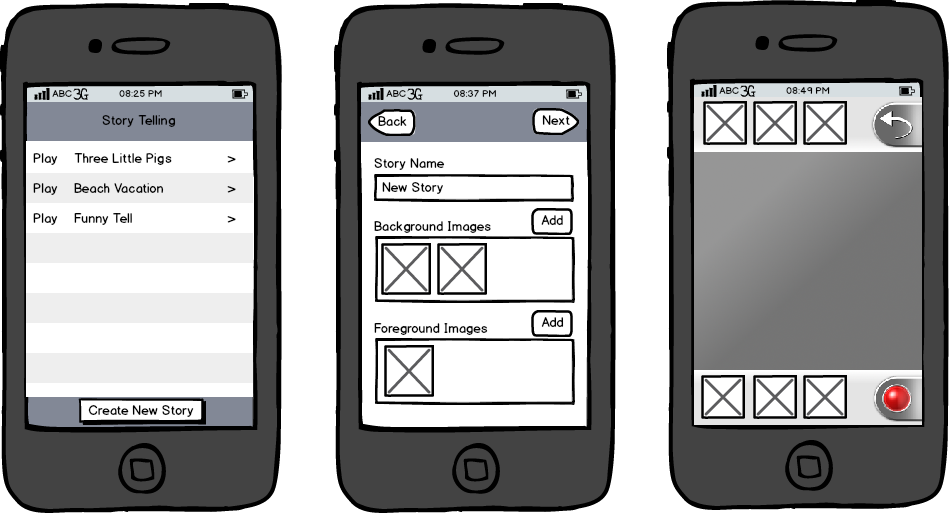 ABC 3G 08:25 PM
Story Telling
Play Three Little Pigs >
Play Beach Vacation >
Play Funny Tell >
Create New Story
ABC 3G 08:37 PM
Back Next
Story Name
New Story
Background Images Add
Foreground Images Add
ABC 3G 08:49 PM